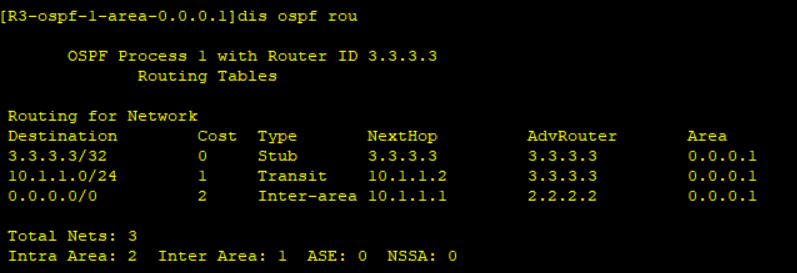 [R3-ospf-1-area-0.0.0.1]dis ospf rou
OSPF Process 1 with Router ID 3.3.3.3
Routing Tables
Routing for Network
Destination Cost Type NextHop AdvRouter Area
3.3.3.3/32 0 Stub 3.3.3.3 3.3.3.3 0.0.0.1
10.1.1.0/24 1 Transit 10.1.1.2 3.3.3.3 0.0.0.1
0.0.0.0/0 2 Inter-area 10.1.1.1 2.2.2.2 0.0.0.1
Total Nets: 3
Intra Area: 2 Inter Area: 1 ASE: 0 NSSA: 0